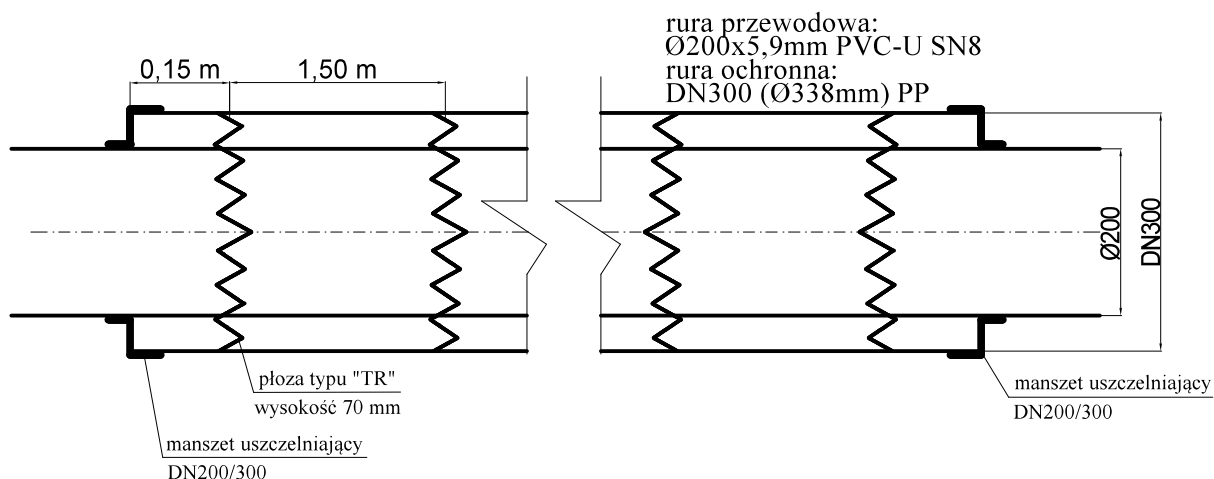 rura przewodowa:
Ø200x5,9mm PVC-U SN8
rura ochronna:
DN300 (Ø338mm) PP
0,15 m
1,50 m
Ø200
DN300
płoza typu "TR"
wysokość 70 mm
manszet uszczelniający
DN200/300
manszet uszczelniający
DN200/300